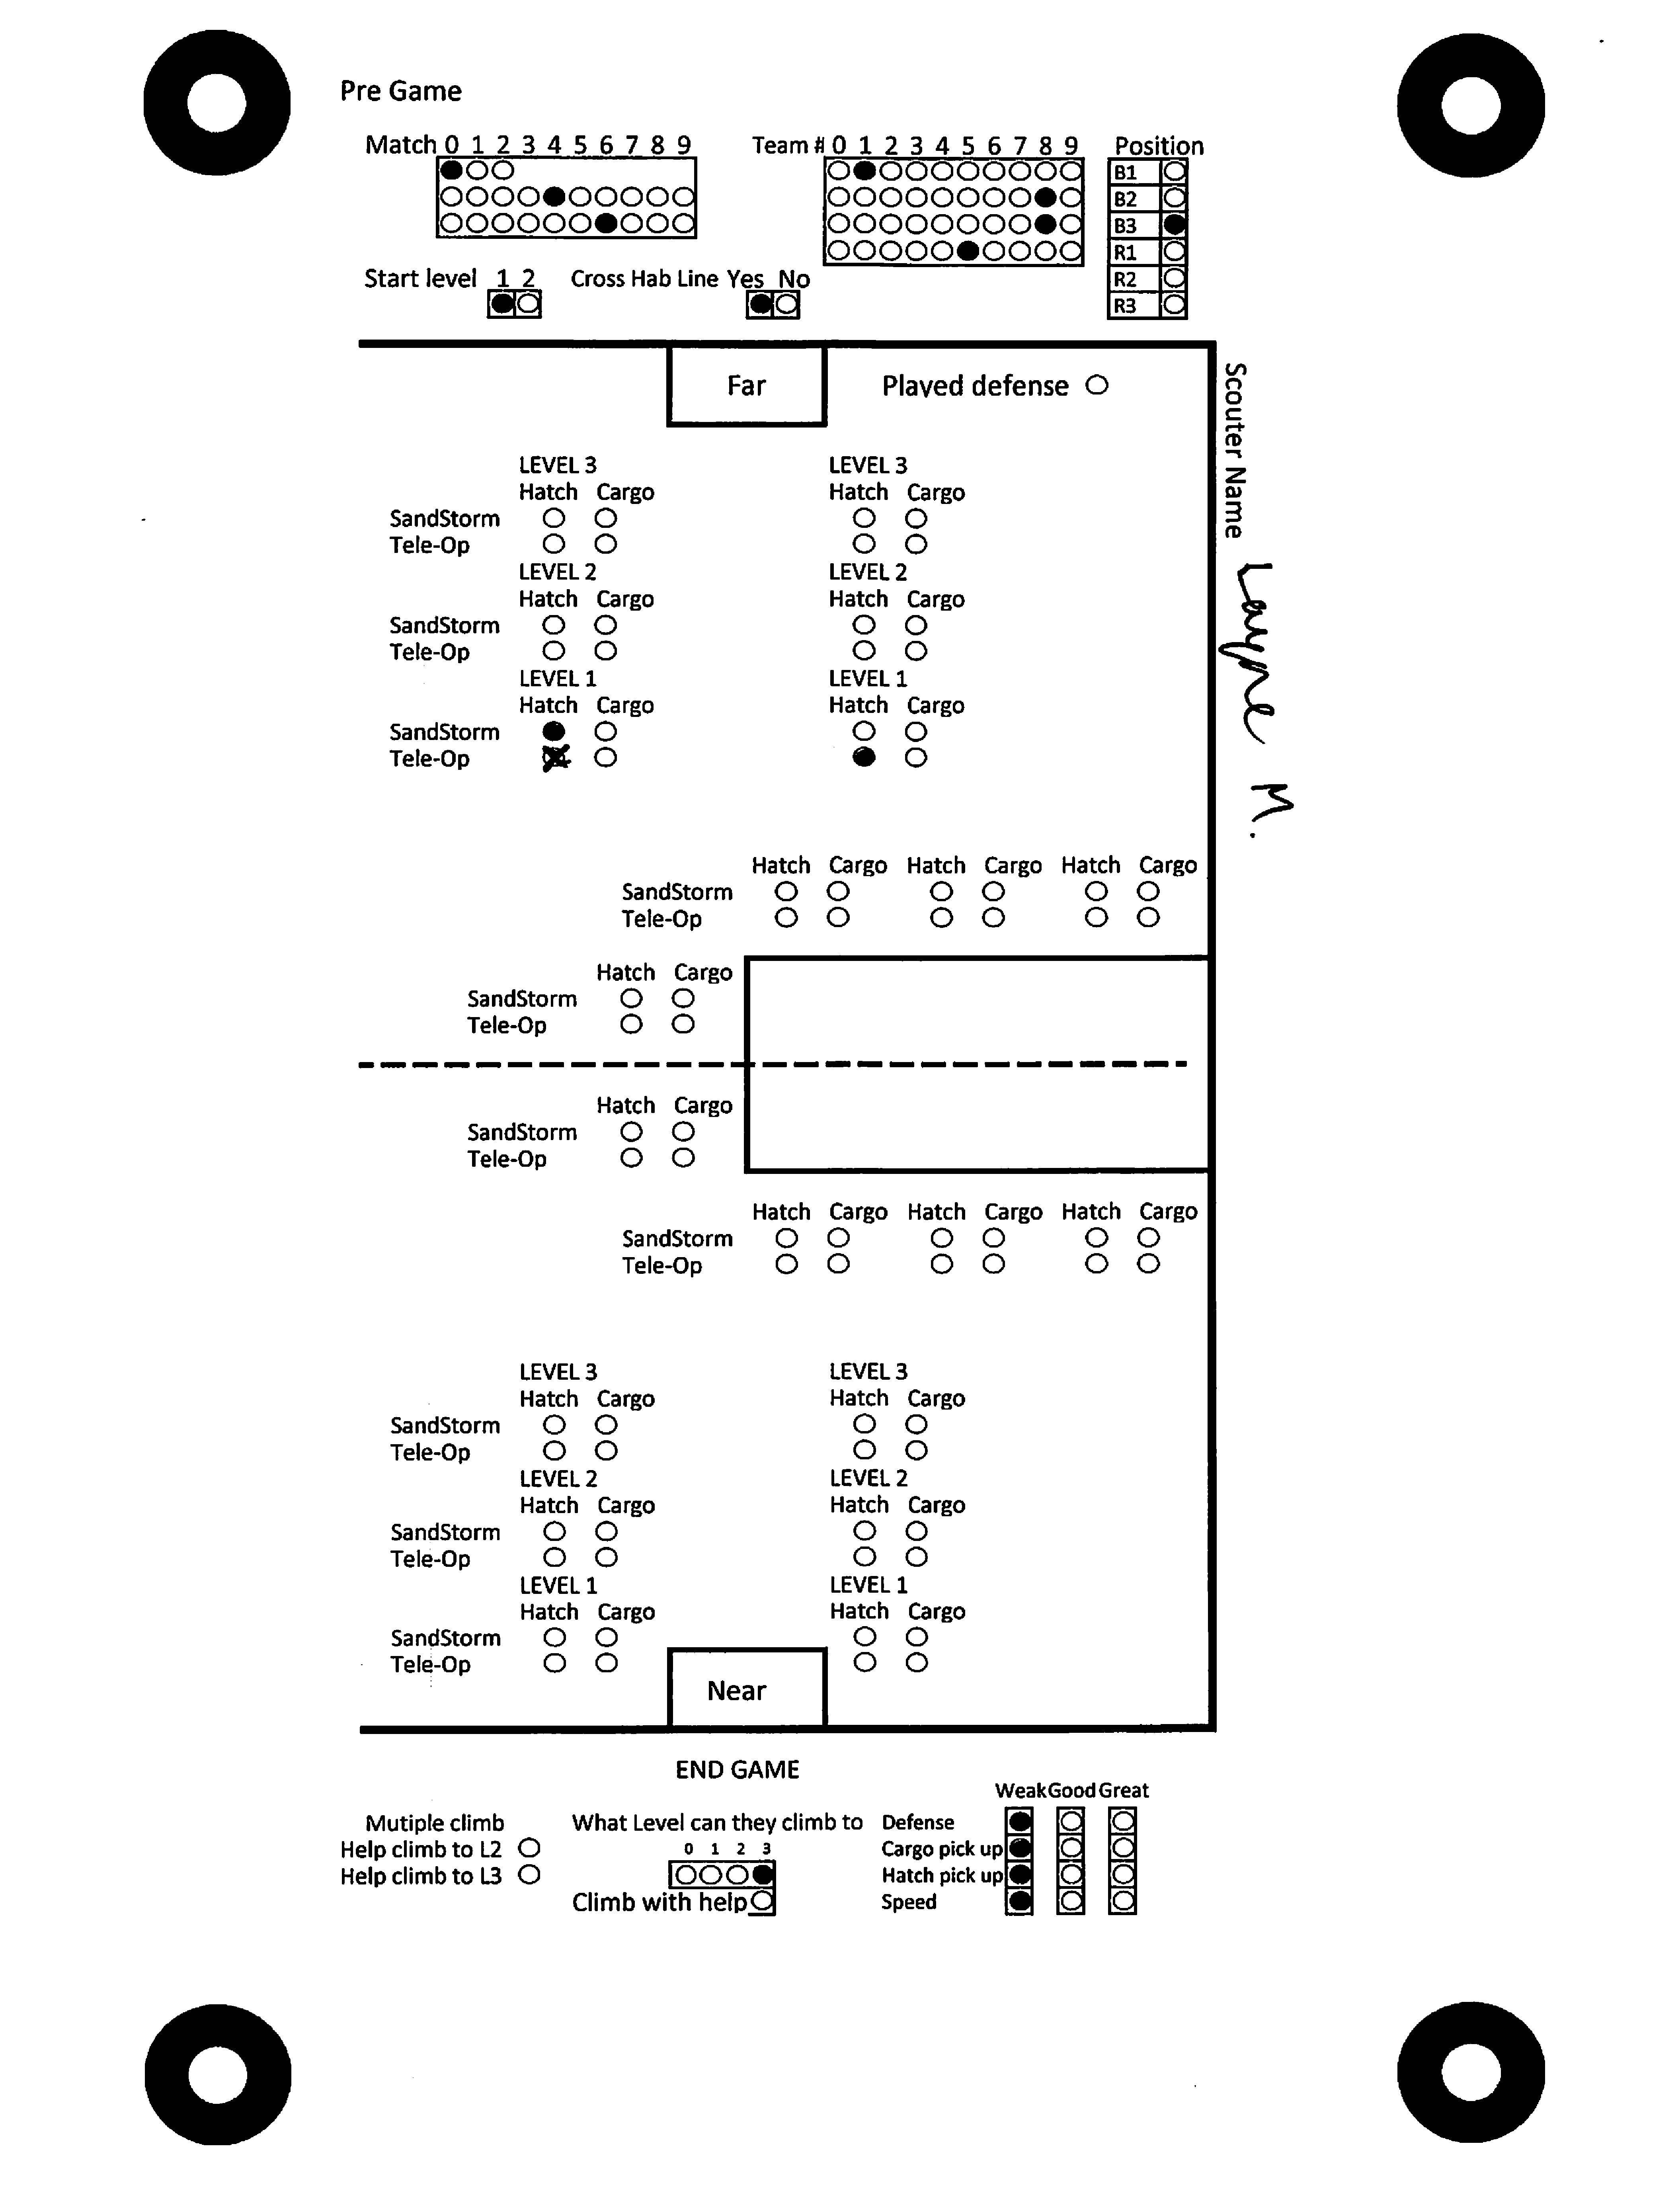 Pre Game
Match 0 1 2 3 4 5 6 7 8 9
Team # 0 1 2 3 4 5 6 7 8 9
Position
B1
B2
B3
R1
R2
R3
Start level 1 2
Cross Hab Line Yes No
Far
Played defense
Scouter Name
M.
LEVEL 3 LEVEL 3
Hatch Cargo Hatch Cargo
SandStorm
Tele-Op
LEVEL 2 LEVEL 2
Hatch Cargo Hatch Cargo
SandStorm
Tele-Op
LEVEL 1 LEVEL 1
Hatch Cargo Hatch Cargo
SandStorm
Tele-Op
Hatch Cargo Hatch Cargo Hatch Cargo
SandStorm
Tele-Op
Hatch Cargo
SandStorm
Tele-Op
Hatch Cargo
SandStorm
Tele-Op
Hatch Cargo Hatch Cargo Hatch Cargo
SandStorm
Tele-Op
LEVEL 3 LEVEL 3
Hatch Cargo Hatch Cargo
SandStorm
Tele-Op
LEVEL 2 LEVEL 2
Hatch Cargo Hatch Cargo
SandStorm
Tele-Op
LEVEL 1 LEVEL 1
Hatch Cargo Hatch Cargo
SandStorm
Tele-Op
Near
END GAME
Mutiple climb
Help climb to L2
Help climb to L3
What Level can they climb to
0 1 2 3
Climb with help
Weak Good Great
Defense
Cargo pick up
Hatch pick up
Speed